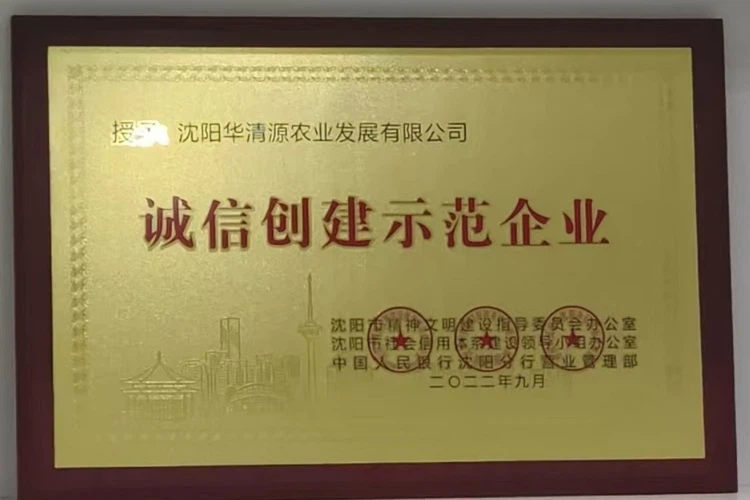 授予 沈阳华清源农业发展有限公司
诚信创建示范企业
沈阳市精神文明建设指导委员会办公室
沈阳市社会信用体系建设领导小组办公室
中国人民银行沈阳分行营业管理部
二〇二二年九月